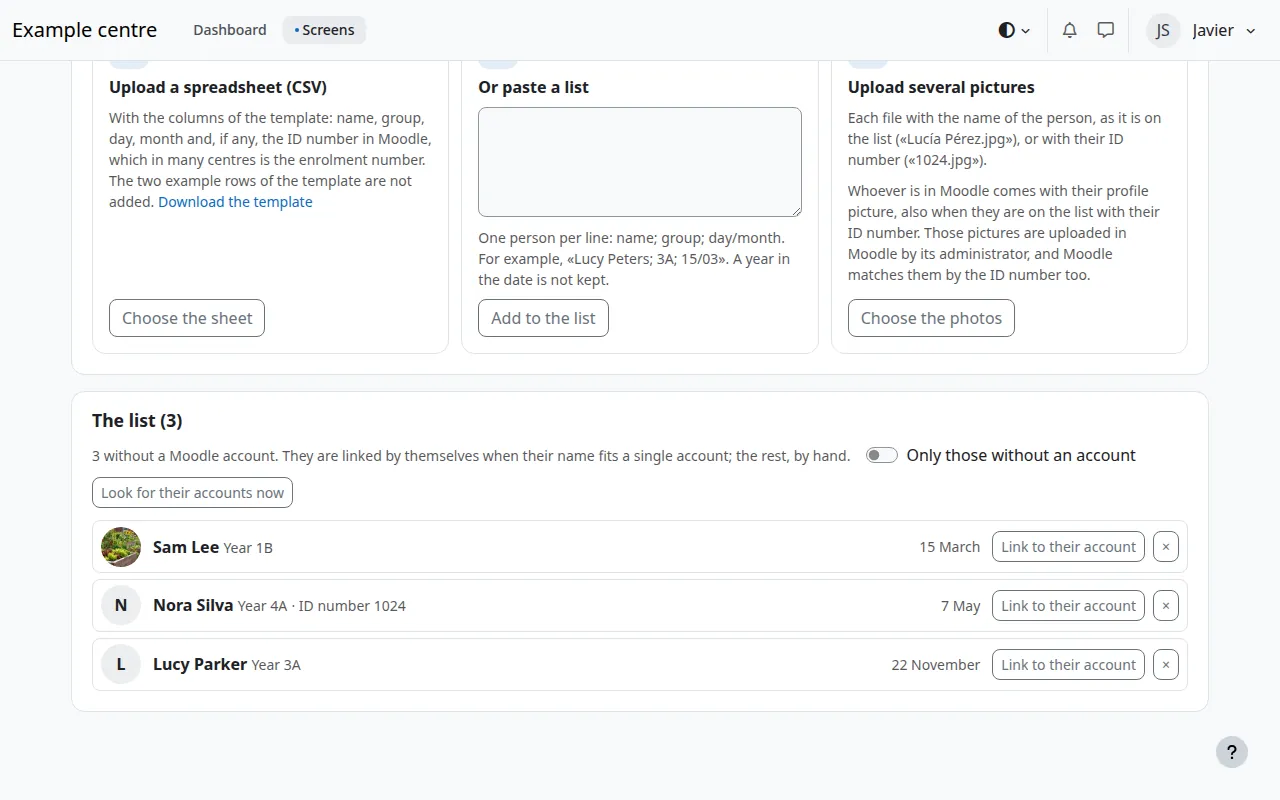 Example centre
Dashboard
Screens
JS
Javier
Upload a spreadsheet (CSV)
With the columns of the template: name, group,
day, month and, if any, the ID number in Moodle,
which in many centres is the enrolment number.
The two example rows of the template are not
added. Download the template
Choose the sheet
Or paste a list
One person per line: name; group; day/month.
For example, «Lucy Peters; 3A; 15/03». A year in
the date is not kept.
Add to the list
Upload several pictures
Each file with the name of the person, as it is on
the list («Lucía Pérez.jpg»), or with their ID
number («1024.jpg»).
Whoever is in Moodle comes with their profile
picture, also when they are on the list with their
ID number. Those pictures are uploaded in
Moodle by its administrator, and Moodle
matches them by the ID number too.
Choose the photos
The list (3)
3 without a Moodle account. They are linked by themselves when their name fits a single account; the rest, by hand.
Only those without an account
Look for their accounts now
Sam Lee Year 1B
15 March
Link to their account
×
N
Nora Silva Year 4A · ID number 1024
7 May
Link to their account
×
L
Lucy Parker Year 3A
22 November
Link to their account
×
?